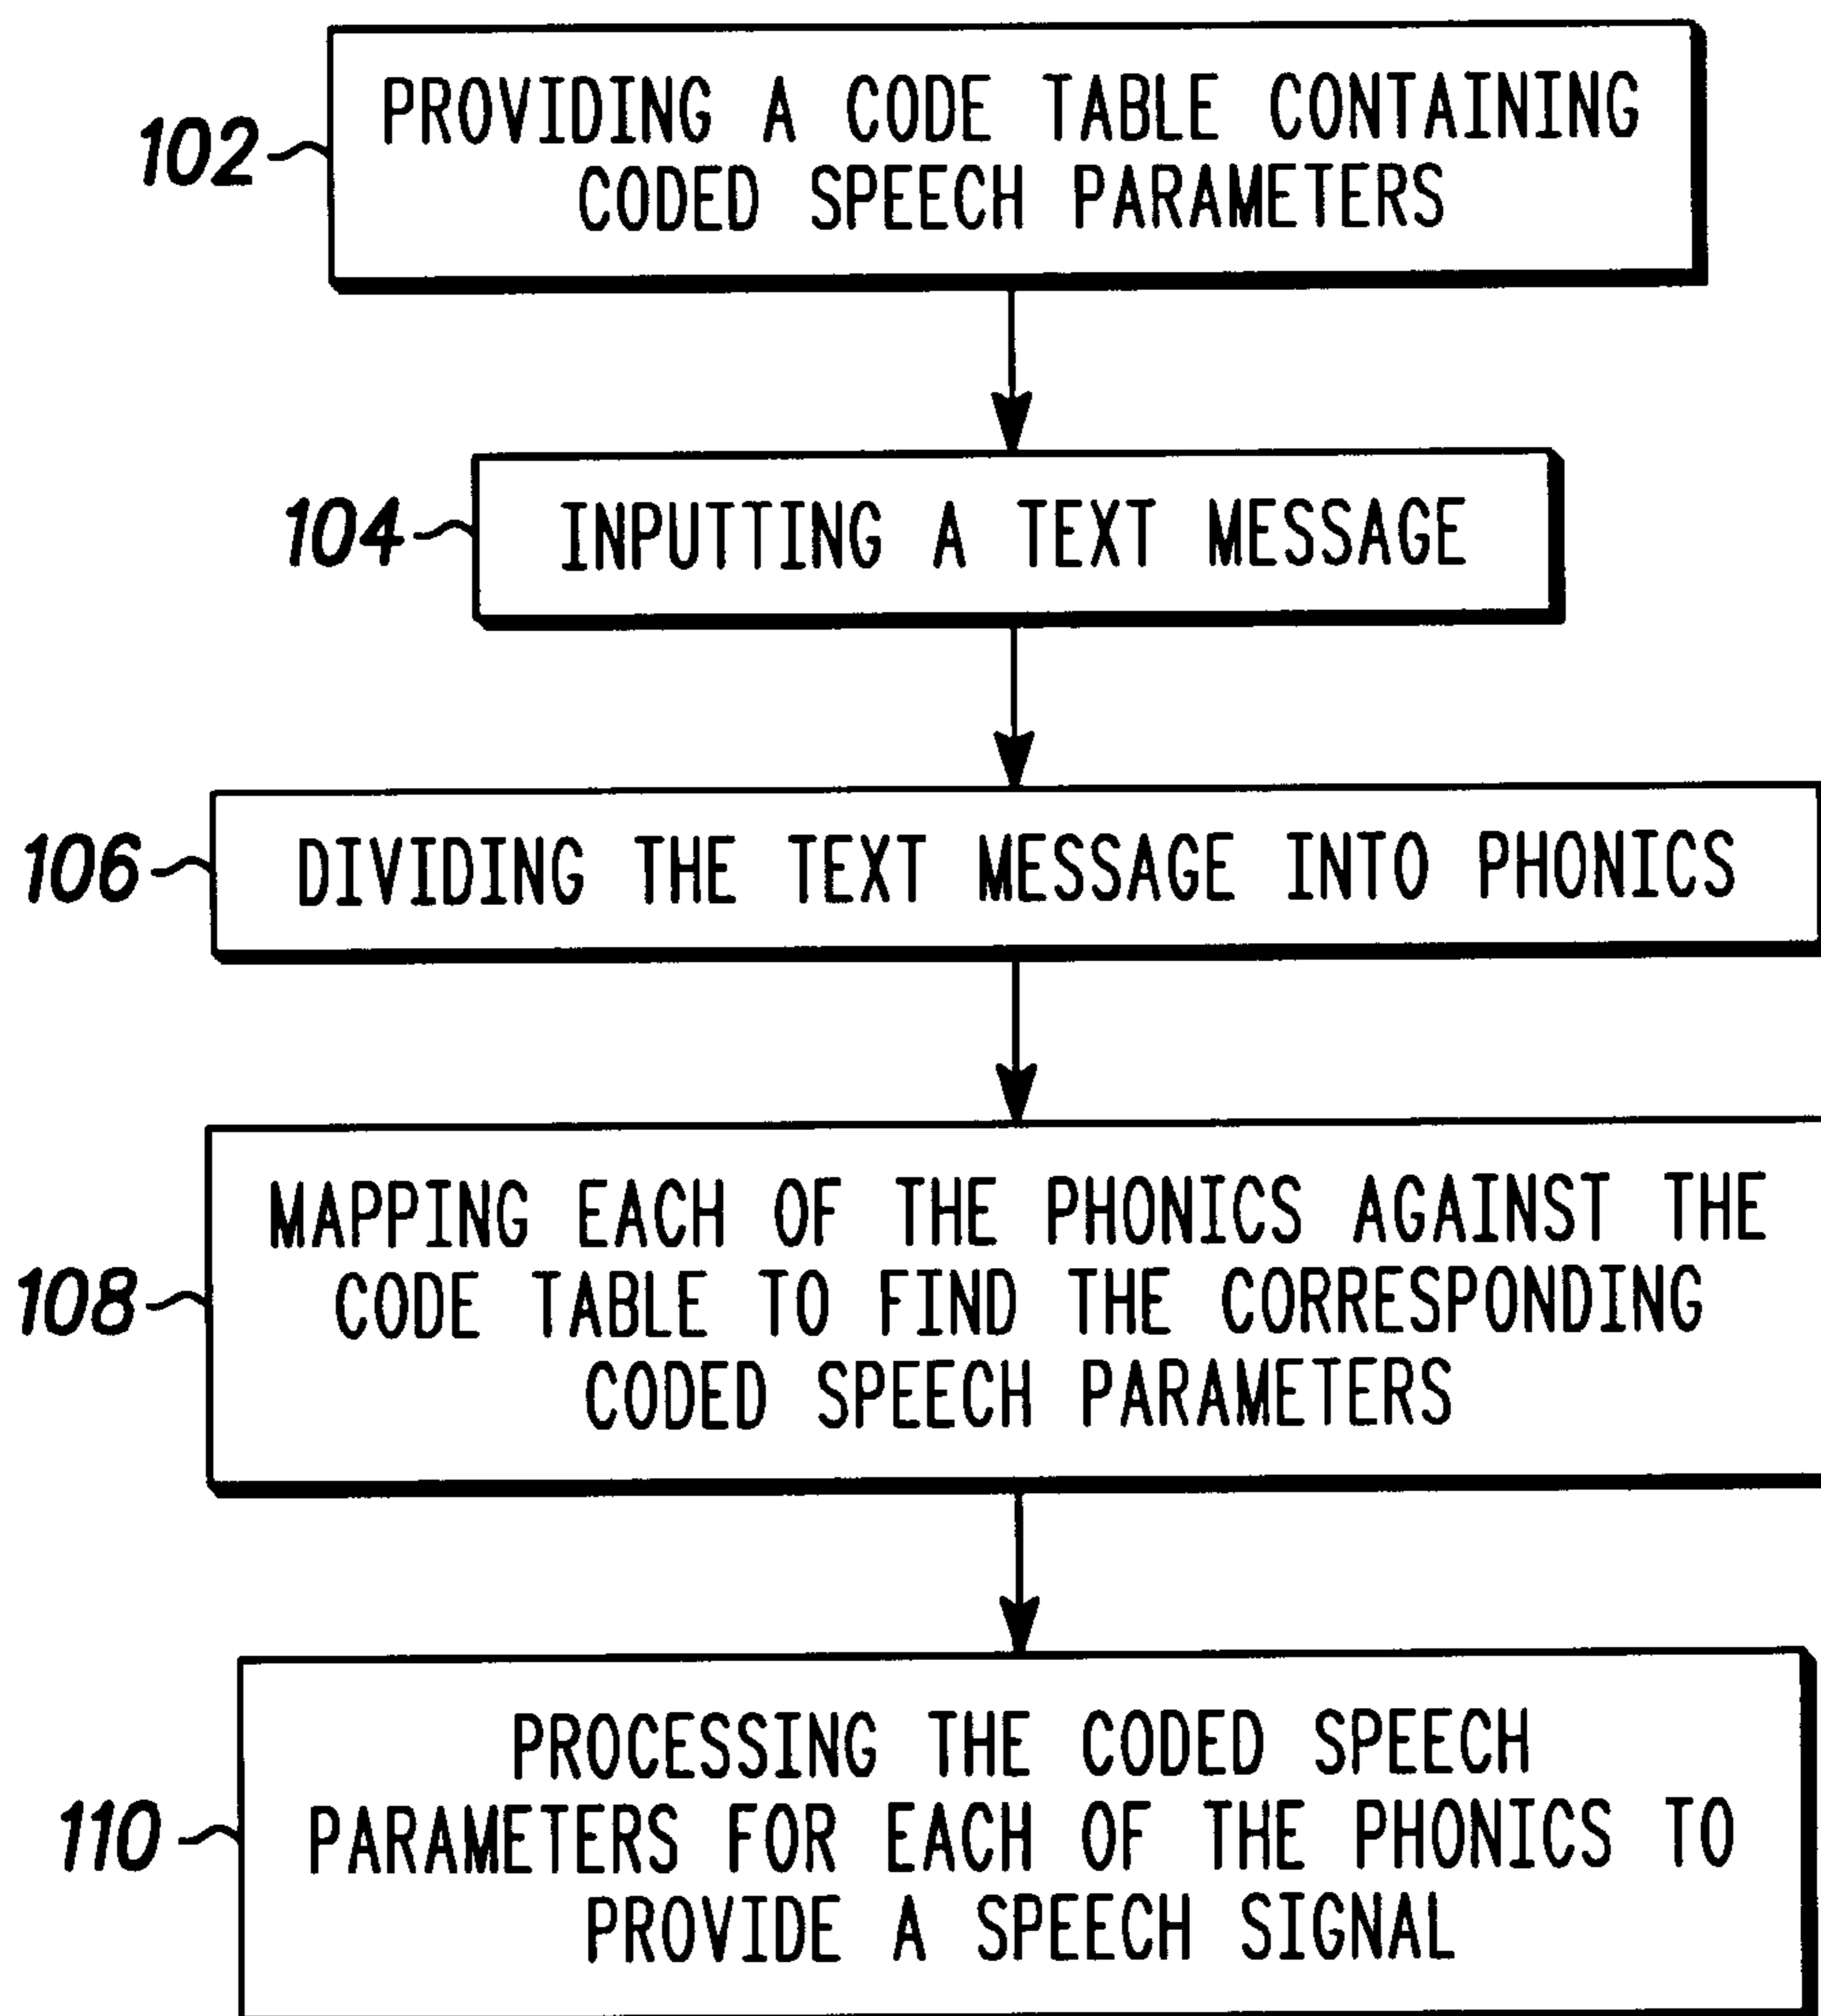 102
PROVIDING A CODE TABLE CONTAINING
CODED SPEECH PARAMETERS
104
INPUTTING A TEXT MESSAGE
106
DIVIDING THE TEXT MESSAGE INTO PHONICS
108
MAPPING EACH OF THE PHONICS AGAINST THE
CODE TABLE TO FIND THE CORRESPONDING
CODED SPEECH PARAMETERS
110
PROCESSING THE CODED SPEECH
PARAMETERS FOR EACH OF THE PHONICS TO
PROVIDE A SPEECH SIGNAL